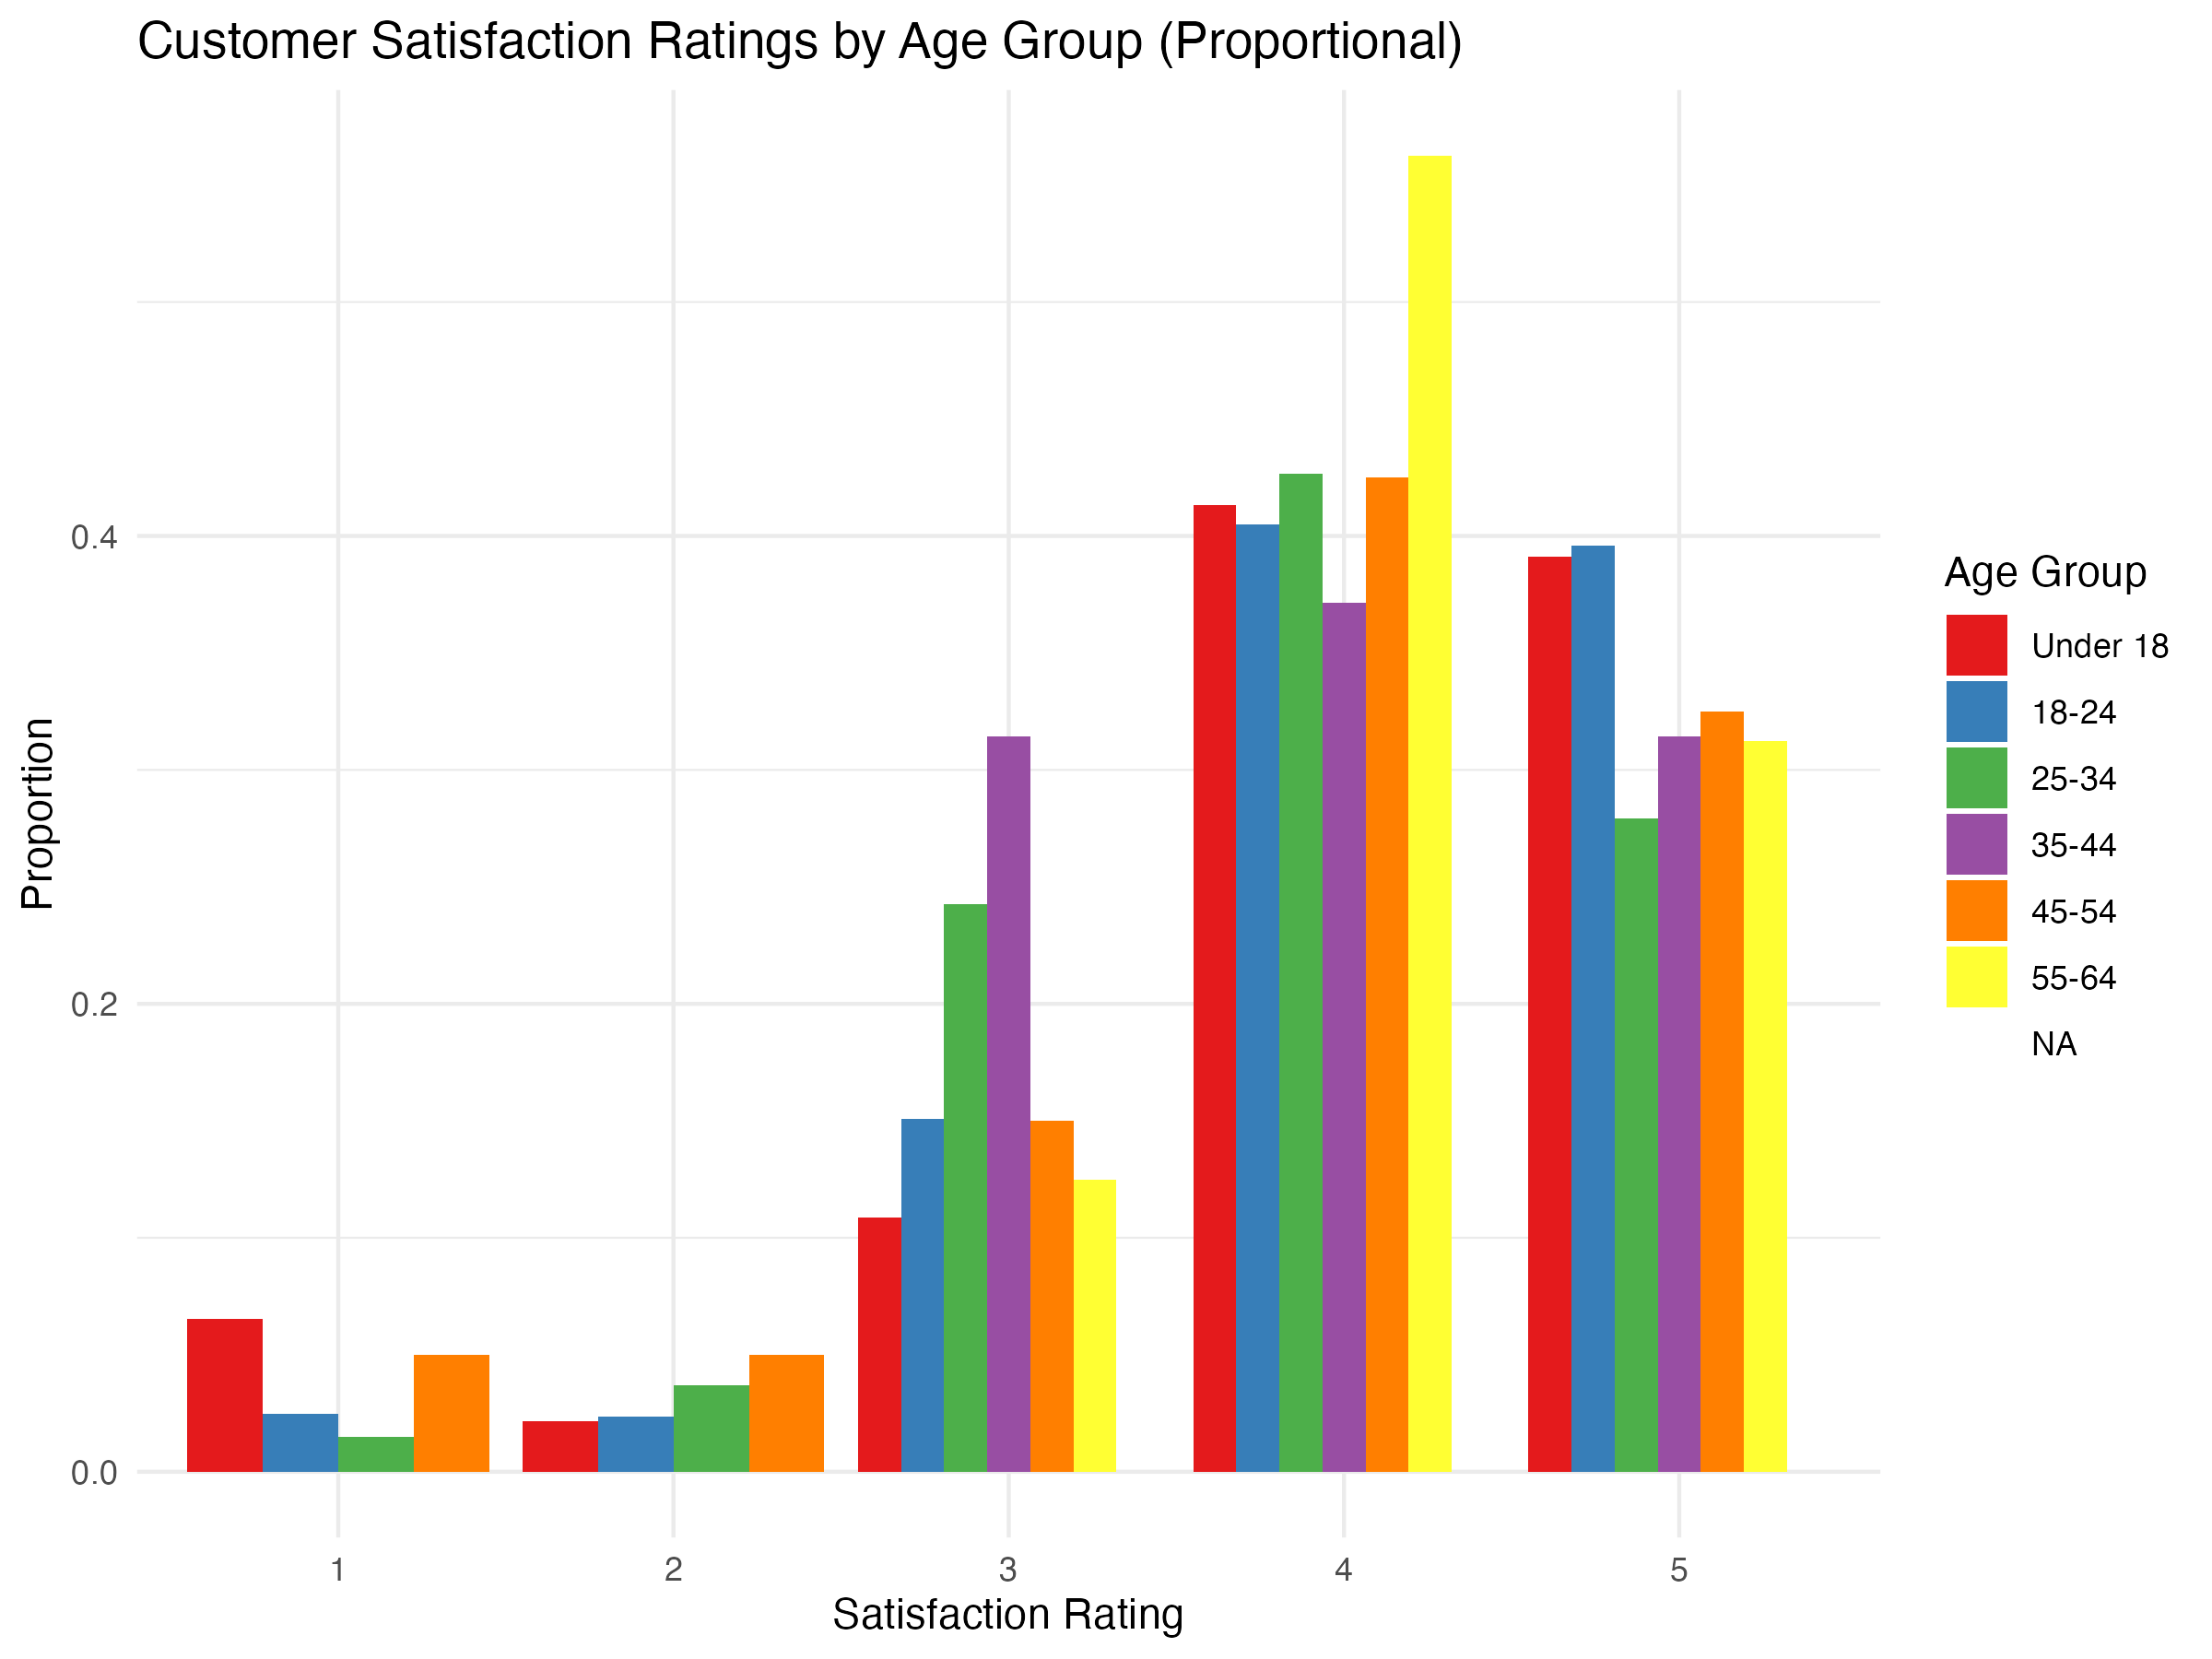 Customer Satisfaction Ratings by Age Group (Proportional)
Proportion
0.4
0.2
0.0
1 2 3 4 5
Satisfaction Rating
Age Group
Under 18
18-24
25-34
35-44
45-54
55-64
NA